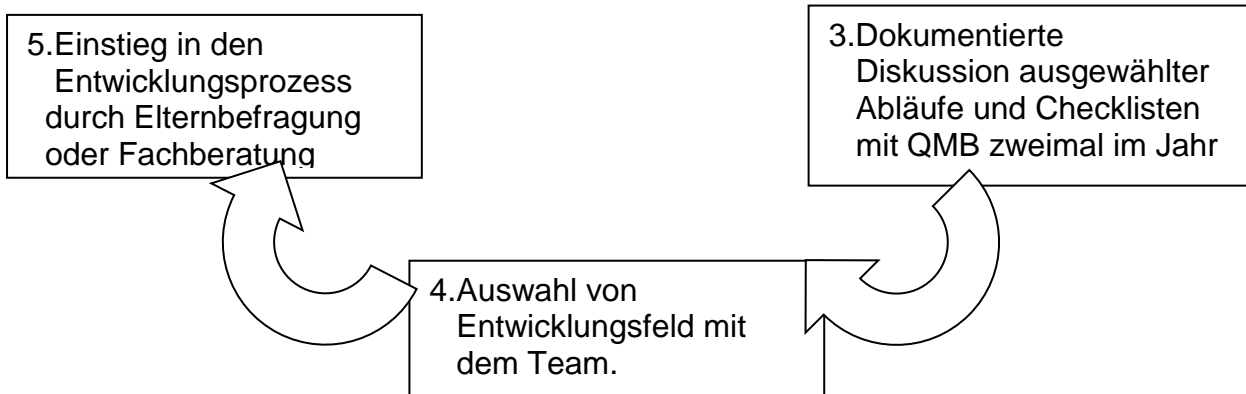 5.Einstieg in den
Entwicklungsprozess
durch Elternbefragung
oder Fachberatung
3.Dokumentierte
Diskussion ausgewählter
Abläufe und Checklisten
mit QMB zweimal im Jahr
4.Auswahl von
Entwicklungsfeld mit
dem Team.